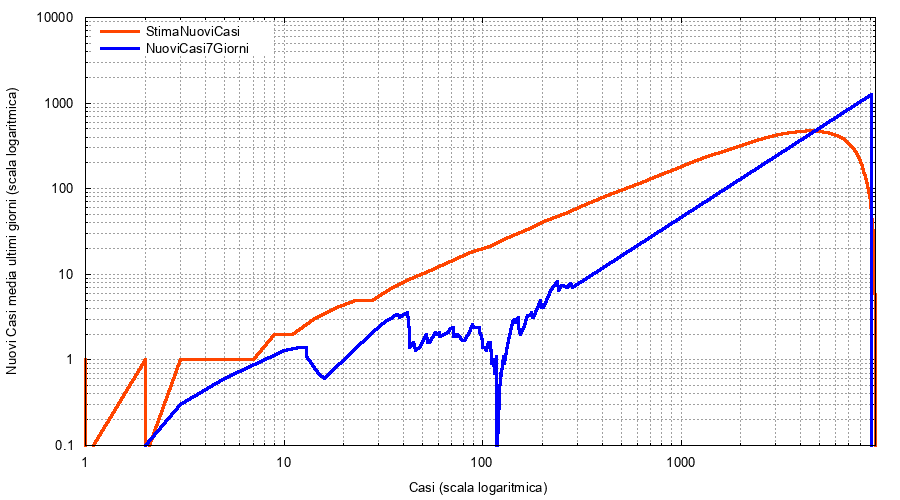 10000
StimaNuoviCasi
NuoviCasi7Giorni
1000
100
10
1
0.1
Nuovi Casi media ultimi giorni (scala logaritmica)
1
10
100
1000
Casi (scala logaritmica)